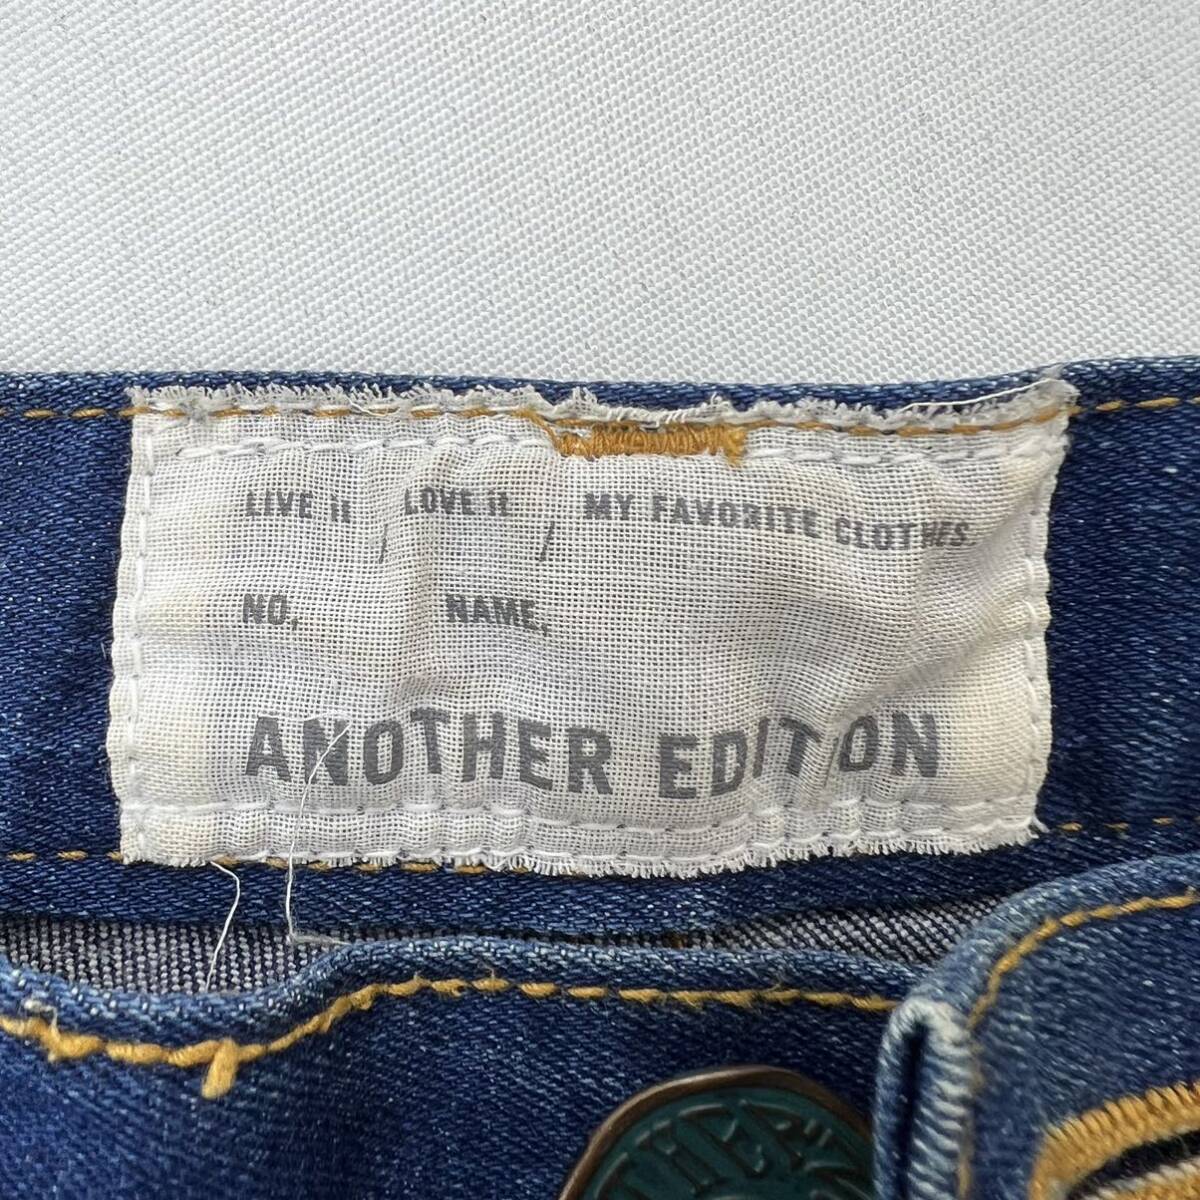 LIVE it / LOVE it / MY FAVORITE CLOTHES.
NO, NAME,
ANOTHER EDITION